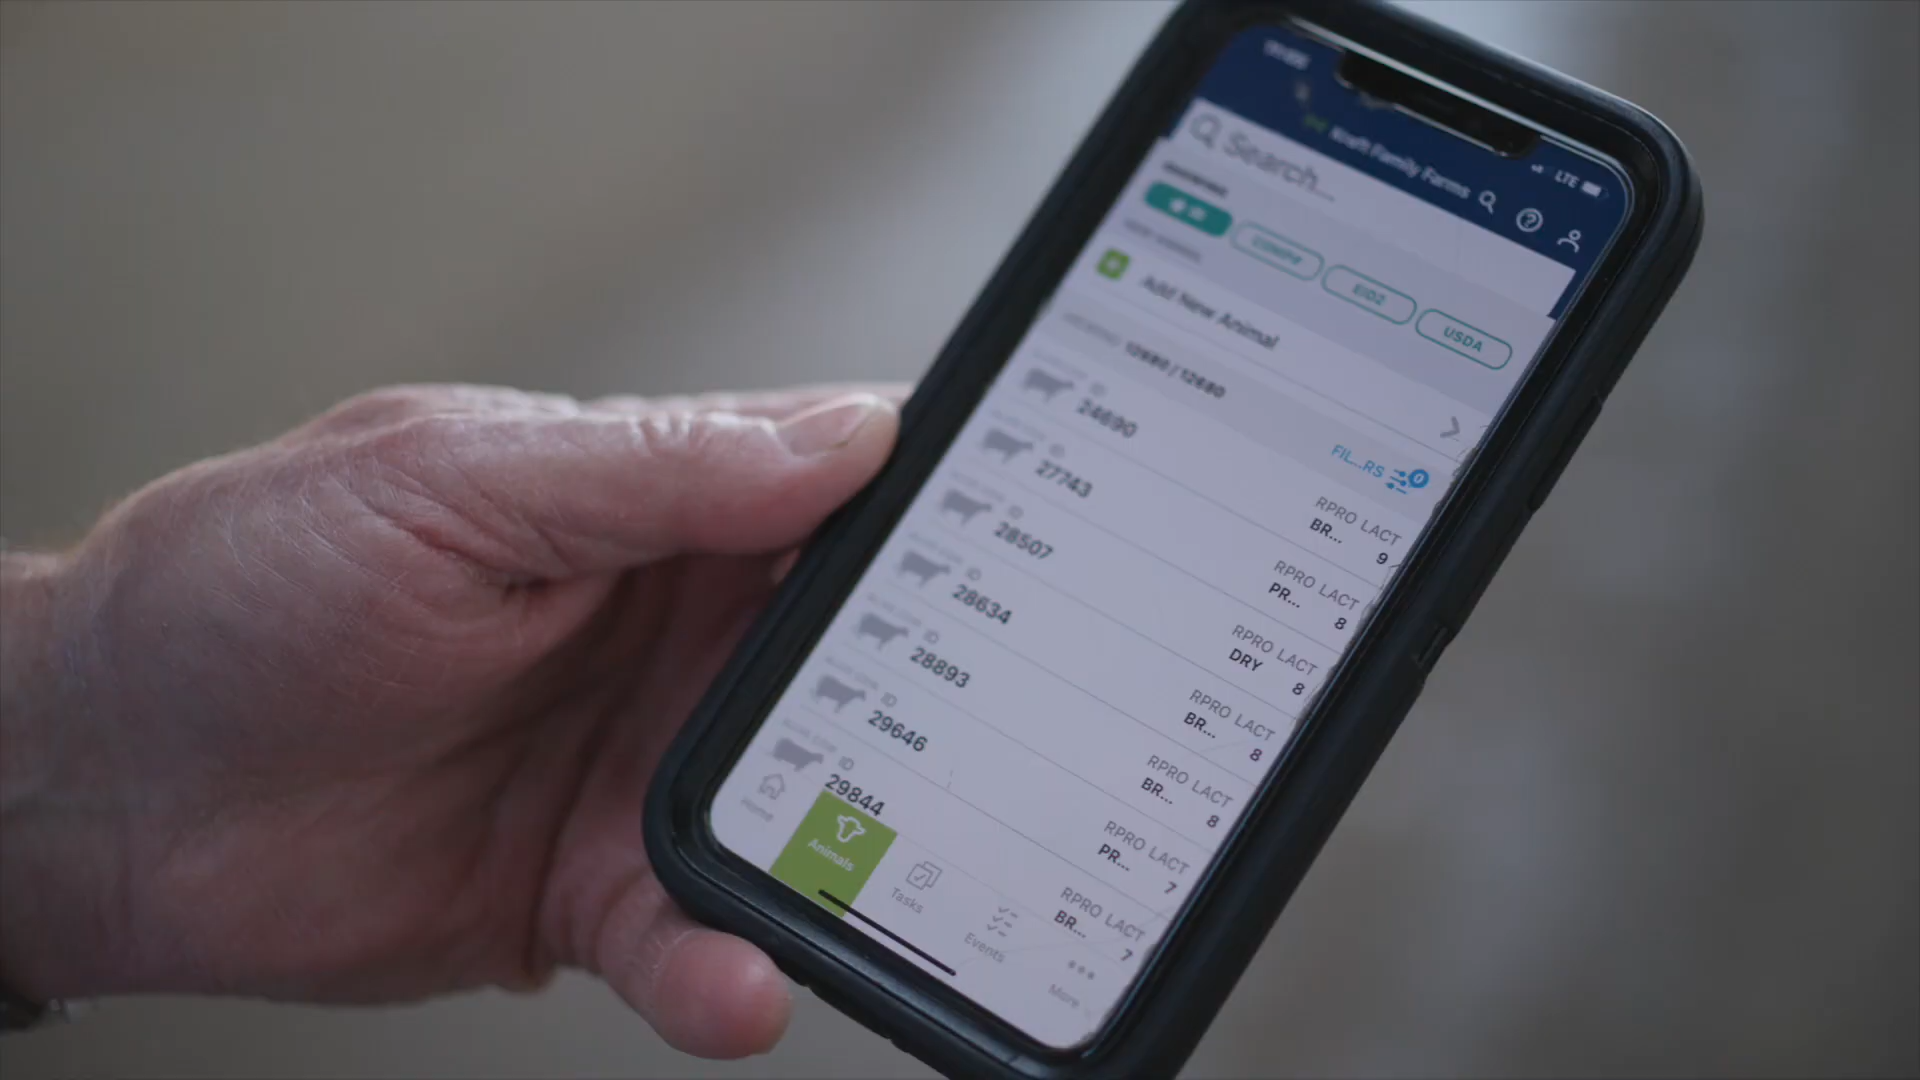 LTE
Kraft Family Farms
Search...
ID
EID2
USDA
Add New Animal
12680 / 12680
FIL...RS 0
ID RPRO LACT
24690 BR... 9
ID RPRO LACT
27743 PR... 8
ID RPRO LACT
28507 DRY 8
ID RPRO LACT
28634 BR... 8
ID RPRO LACT
28893 BR... 8
ID RPRO LACT
29646 PR... 7
ID RPRO LACT
29844 BR... 7
Home
Animals
Tasks
Events
More